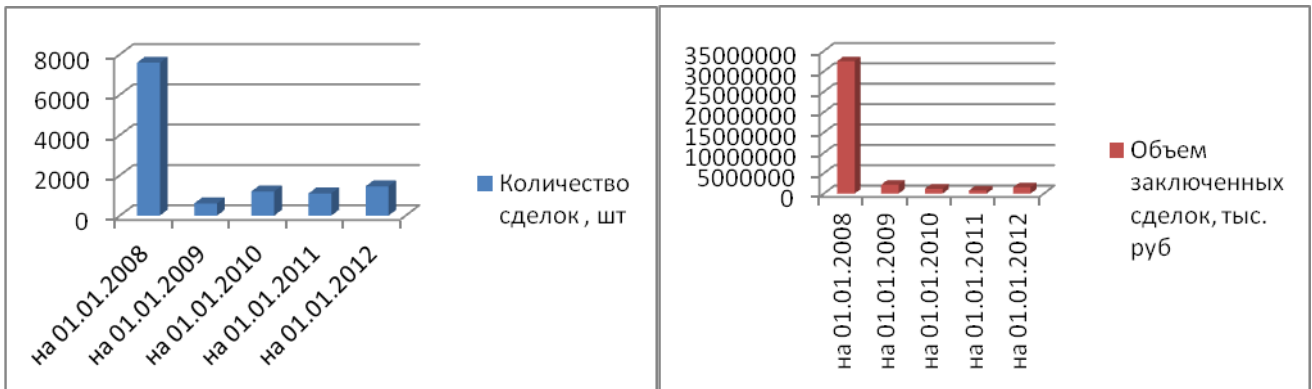 8000
6000
4000
2000
0
на 01.01.2008
на 01.01.2009
на 01.01.2010
на 01.01.2011
на 01.01.2012
Количество
сделок , шт
35000000
30000000
25000000
20000000
15000000
10000000
5000000
0
на 01.01.2008
на 01.01.2009
на 01.01.2010
на 01.01.2011
на 01.01.2012
Объем
заключенных
сделок, тыс.
руб